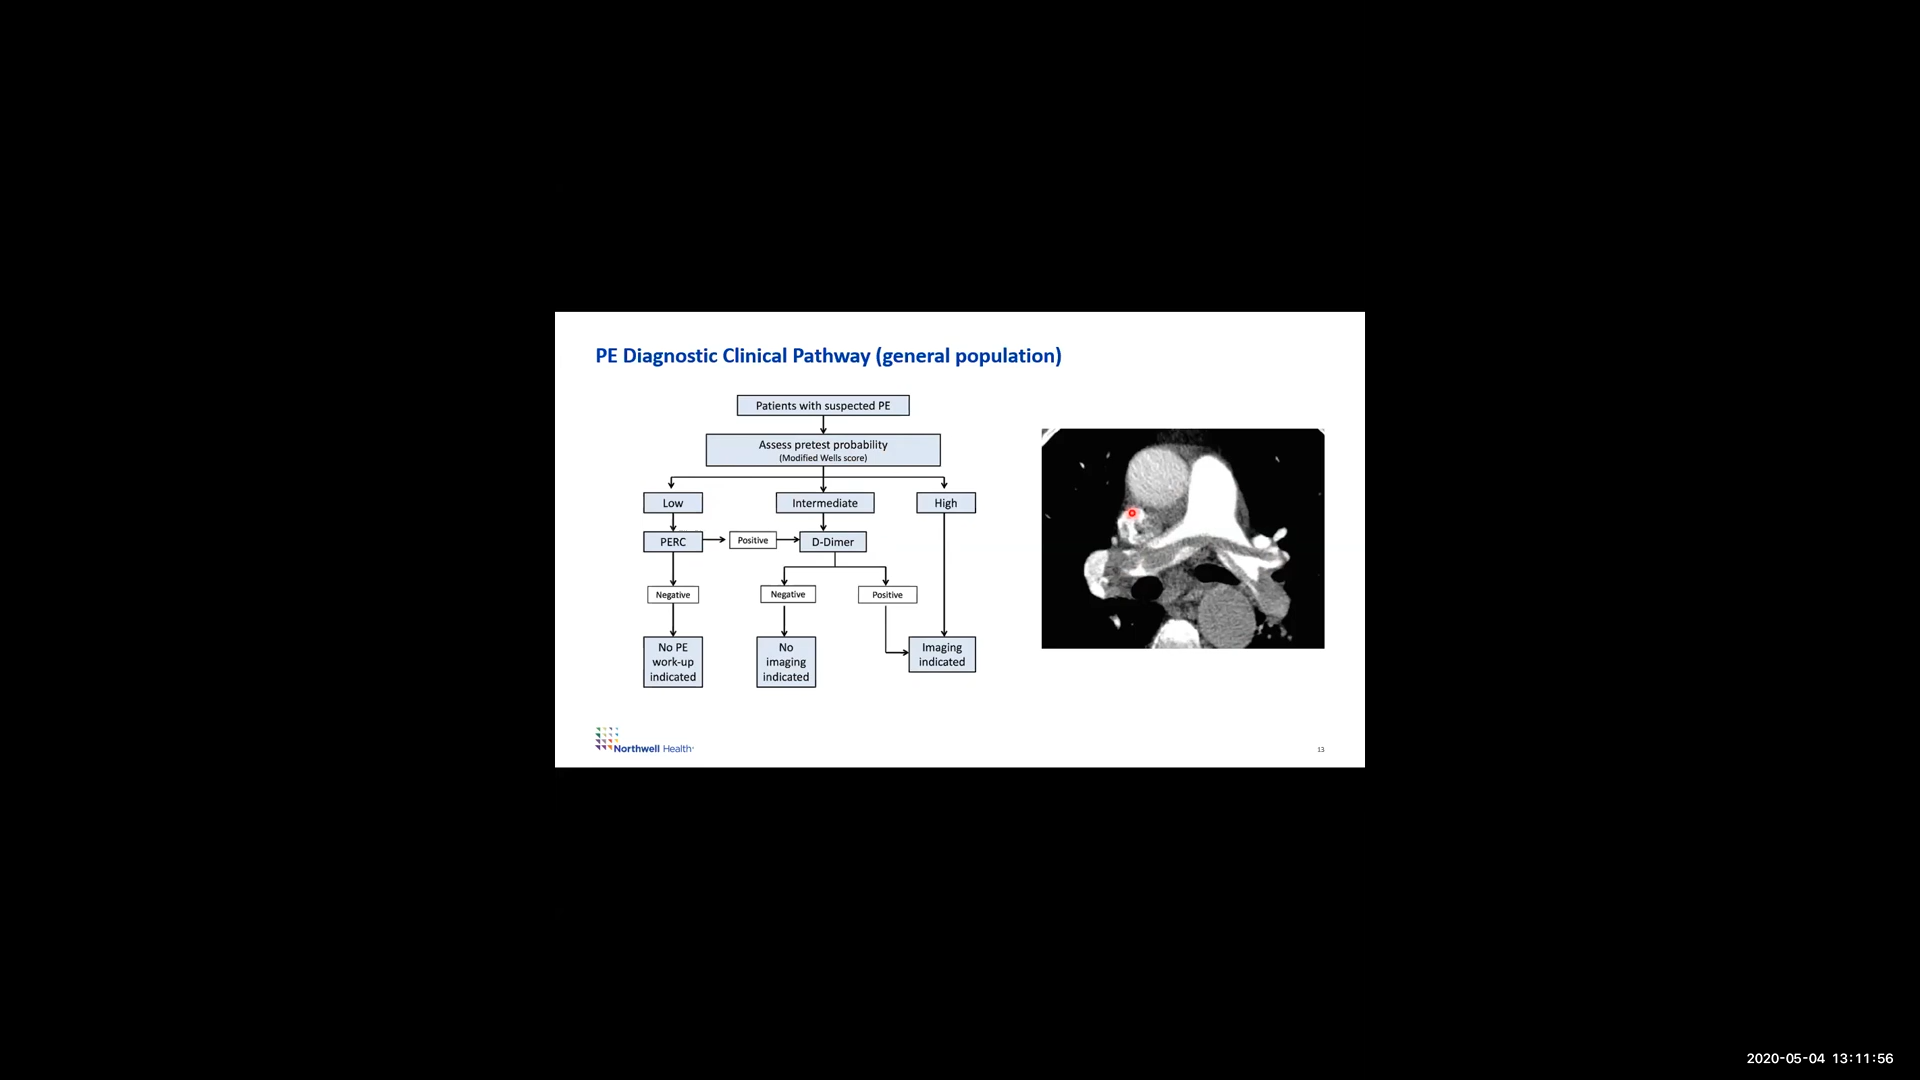 PE Diagnostic Clinical Pathway (general population)
Patients with suspected PE
Assess pretest probability
(Modified Wells score)
Low
Intermediate
High
PERC
Positive
D-Dimer
Negative
Negative
Positive
No PE
work-up
indicated
No
imaging
indicated
Imaging
indicated
Northwell Health
13
2020-05-04 13:11:56